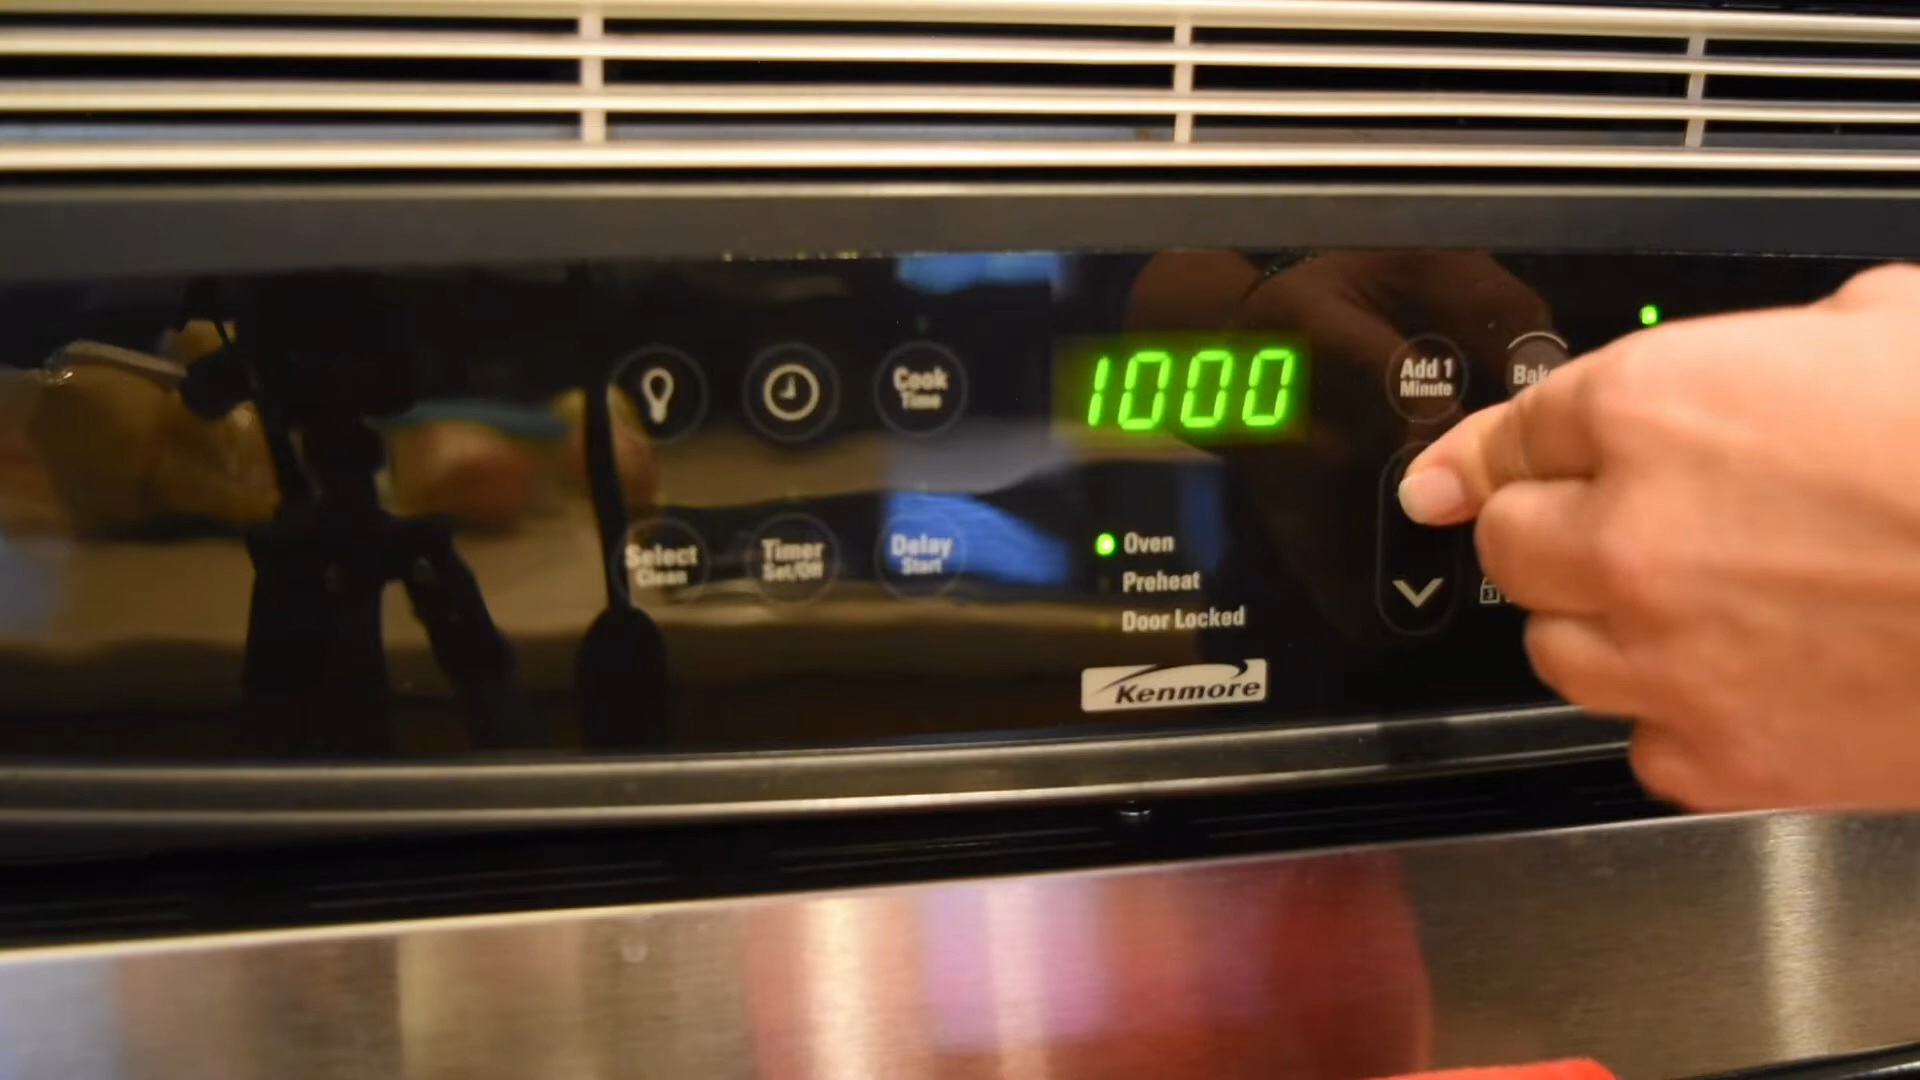 Cook
Time
1000
Add 1
Minute
Select
Clean
Timer
Set/Off
Delay
Start
Oven
Preheat
Door Locked
Kenmore